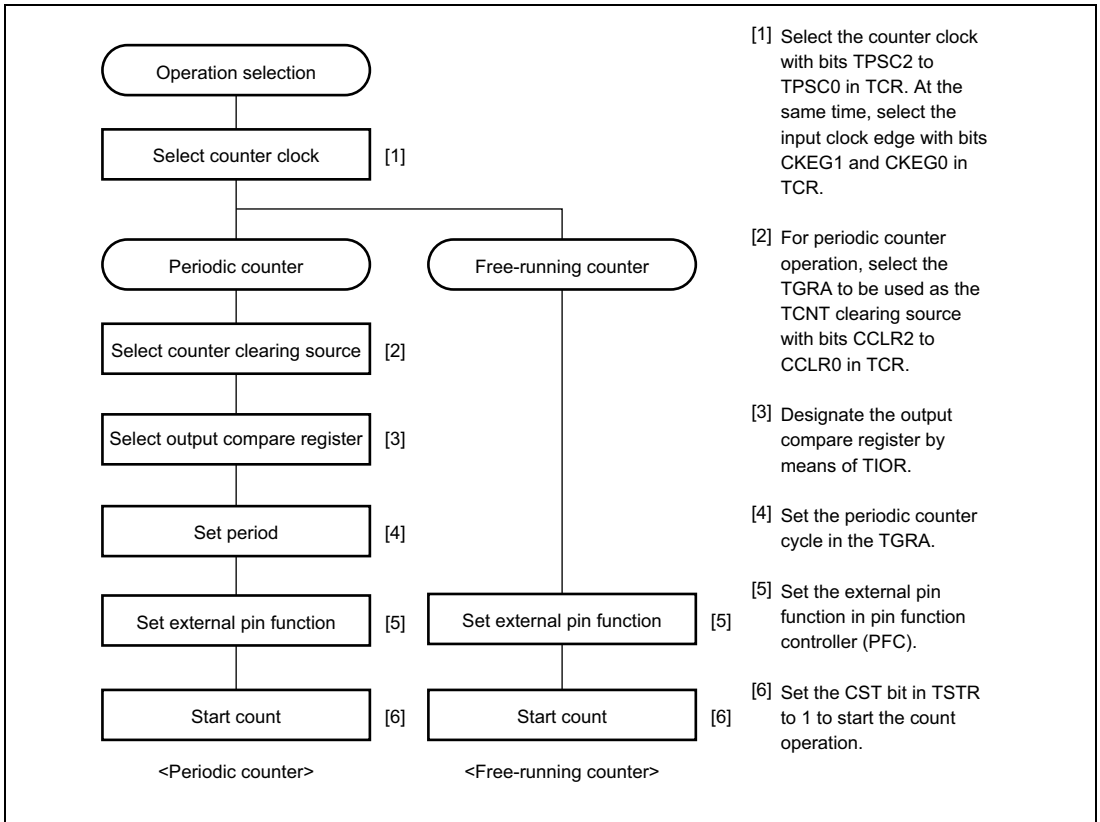 Operation selection
Select counter clock [1]
Periodic counter
Free-running counter
Select counter clearing source [2]
Select output compare register [3]
Set period [4]
Set external pin function [5]
Set external pin function [5]
Start count [6]
Start count [6]
<Periodic counter>
<Free-running counter>
[1] Select the counter clock
with bits TPSC2 to
TPSC0 in TCR. At the
same time, select the
input clock edge with bits
CKEG1 and CKEG0 in
TCR.
[2] For periodic counter
operation, select the
TGRA to be used as the
TCNT clearing source
with bits CCLR2 to
CCLR0 in TCR.
[3] Designate the output
compare register by
means of TIOR.
[4] Set the periodic counter
cycle in the TGRA.
[5] Set the external pin
function in pin function
controller (PFC).
[6] Set the CST bit in TSTR
to 1 to start the count
operation.